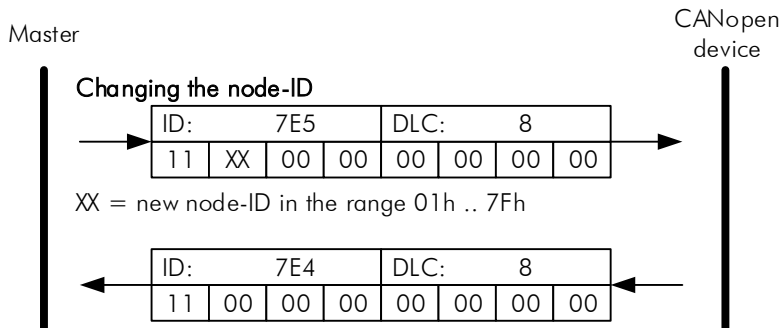 Master
CANopen
device
Changing the node-ID
ID: 7E5 DLC: 8
11 XX 00 00 00 00 00 00
XX = new node-ID in the range 01h .. 7Fh
ID: 7E4 DLC: 8
11 00 00 00 00 00 00 00